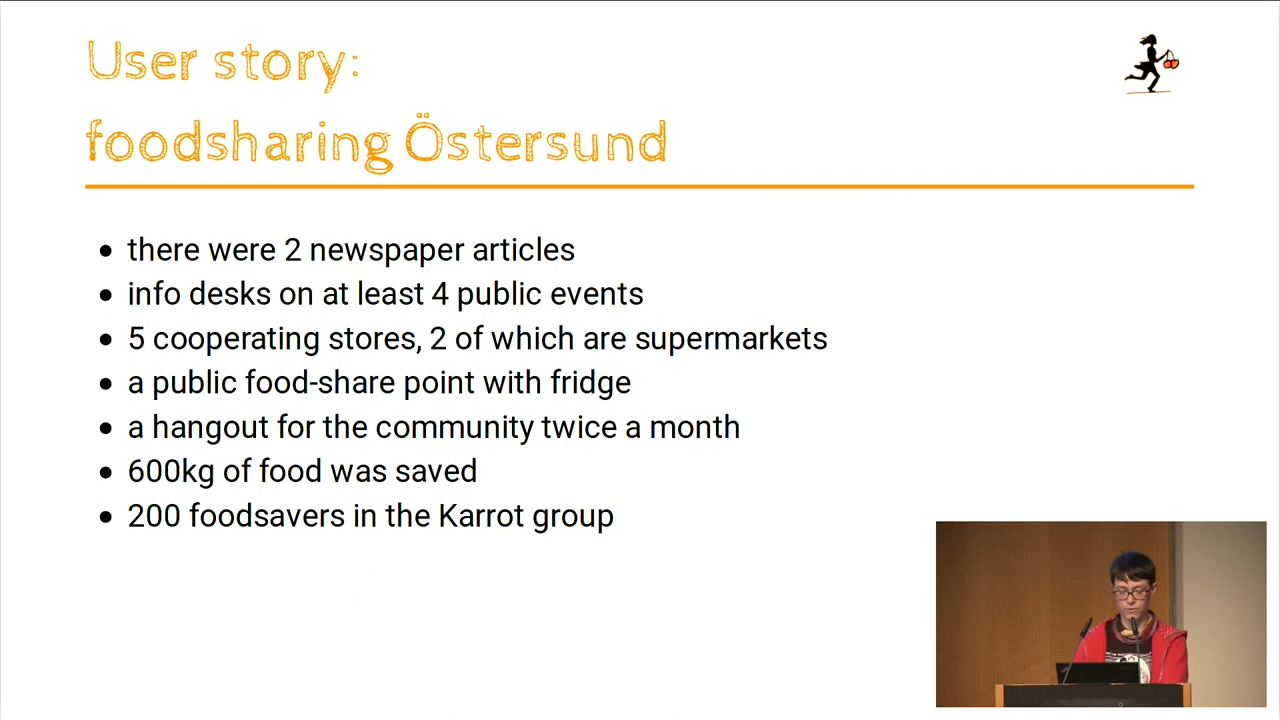 User story:
foodsharing Östersund
there were 2 newspaper articles
info desks on at least 4 public events
5 cooperating stores, 2 of which are supermarkets
a public food-share point with fridge
a hangout for the community twice a month
600kg of food was saved
200 foodsavers in the Karrot group